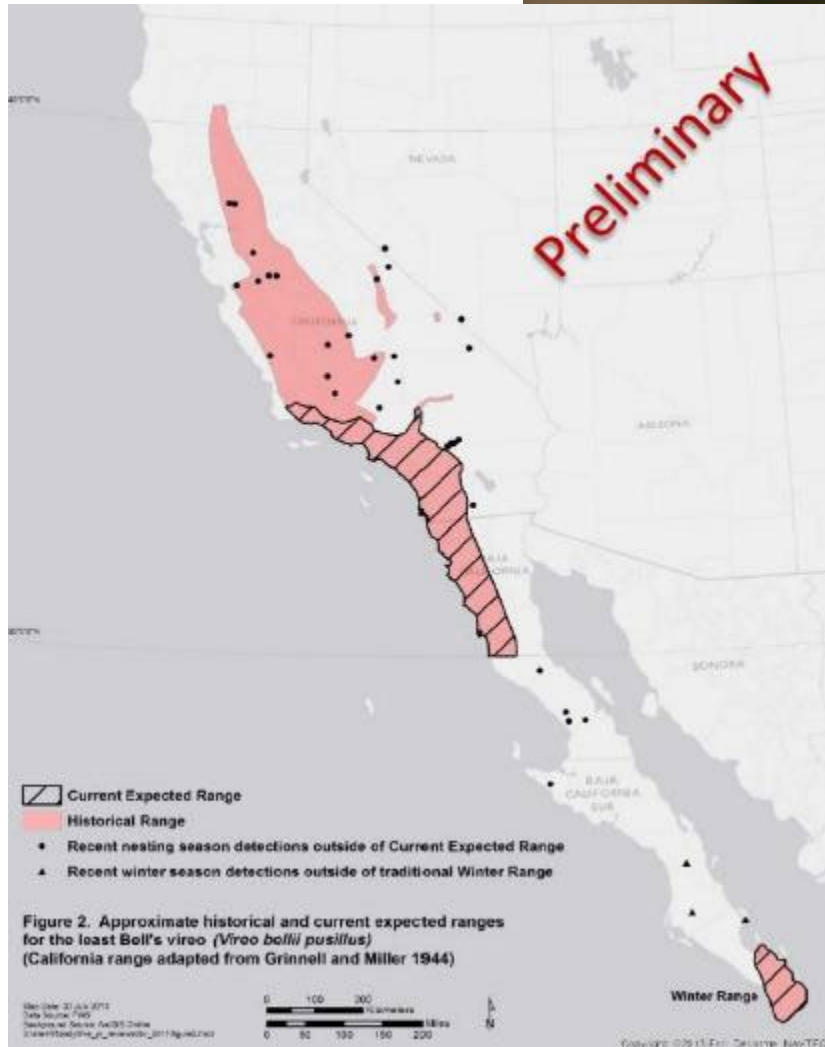 Preliminary
NEVADA
CALIFORNIA
ARIZONA
BAJA
CALIFORNIA
SONORA
BAJA
CALIFORNIA
SUR
Current Expected Range
Historical Range
Recent nesting season detections outside of Current Expected Range
Recent winter season detections outside of traditional Winter Range
Figure 2. Approximate historical and current expected ranges
for the least Bell's vireo (Vireo bellii pusillus)
(California range adapted from Grinnell and Miller 1944)
Winter Range
0 100 200
Kilometers
Miles
0 50 100 150 200
N